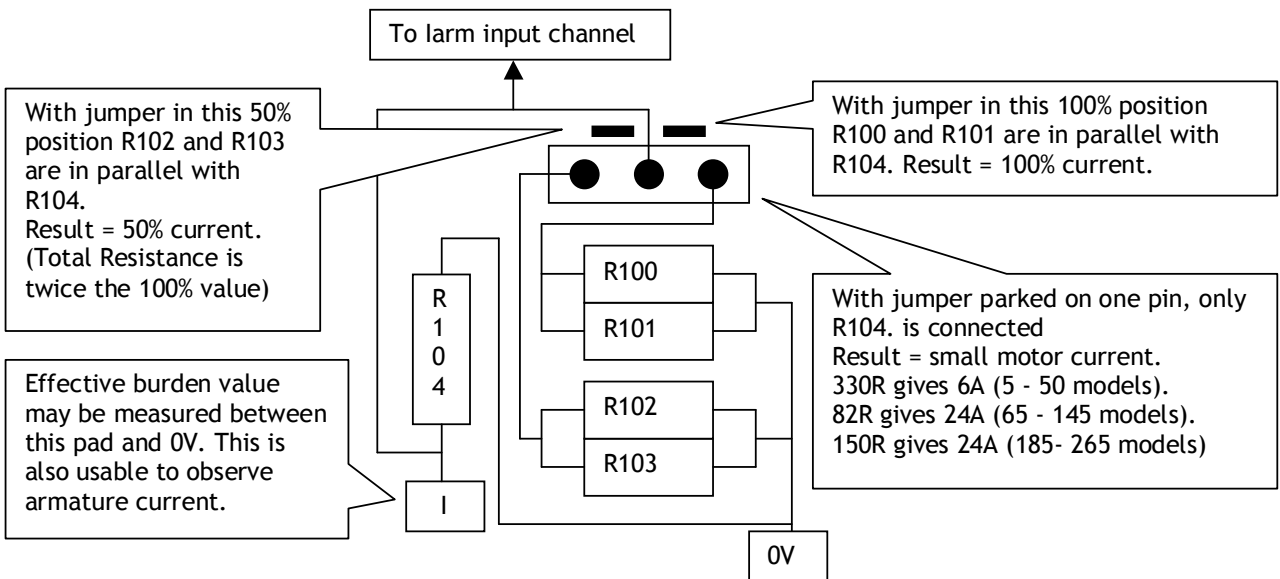 To Iarm input channel
With jumper in this 50%
position R102 and R103
are in parallel with
R104.
Result = 50% current.
(Total Resistance is
twice the 100% value)
With jumper in this 100% position
R100 and R101 are in parallel with
R104. Result = 100% current.
R
1
0
4
R100
R101
R102
R103
With jumper parked on one pin, only
R104. is connected
Result = small motor current.
330R gives 6A (5 - 50 models).
82R gives 24A (65 - 145 models).
150R gives 24A (185- 265 models)
Effective burden value
may be measured between
this pad and 0V. This is
also usable to observe
armature current.
I
0V